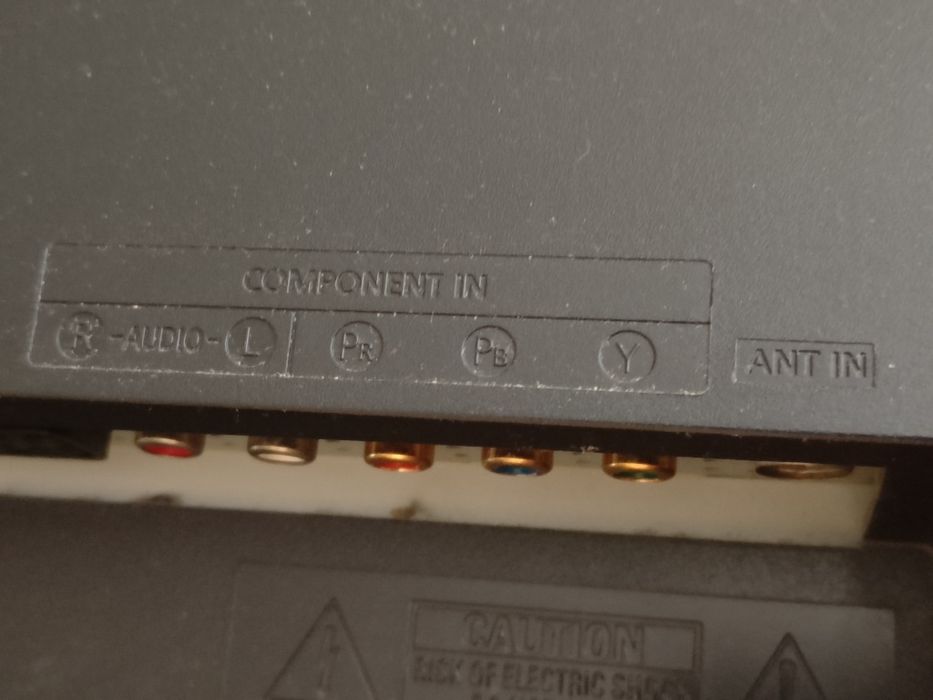 COMPONENT IN
R -AUDIO- L PR PB Y
ANT IN
CAUTION
RISK OF ELECTRIC SHOCK